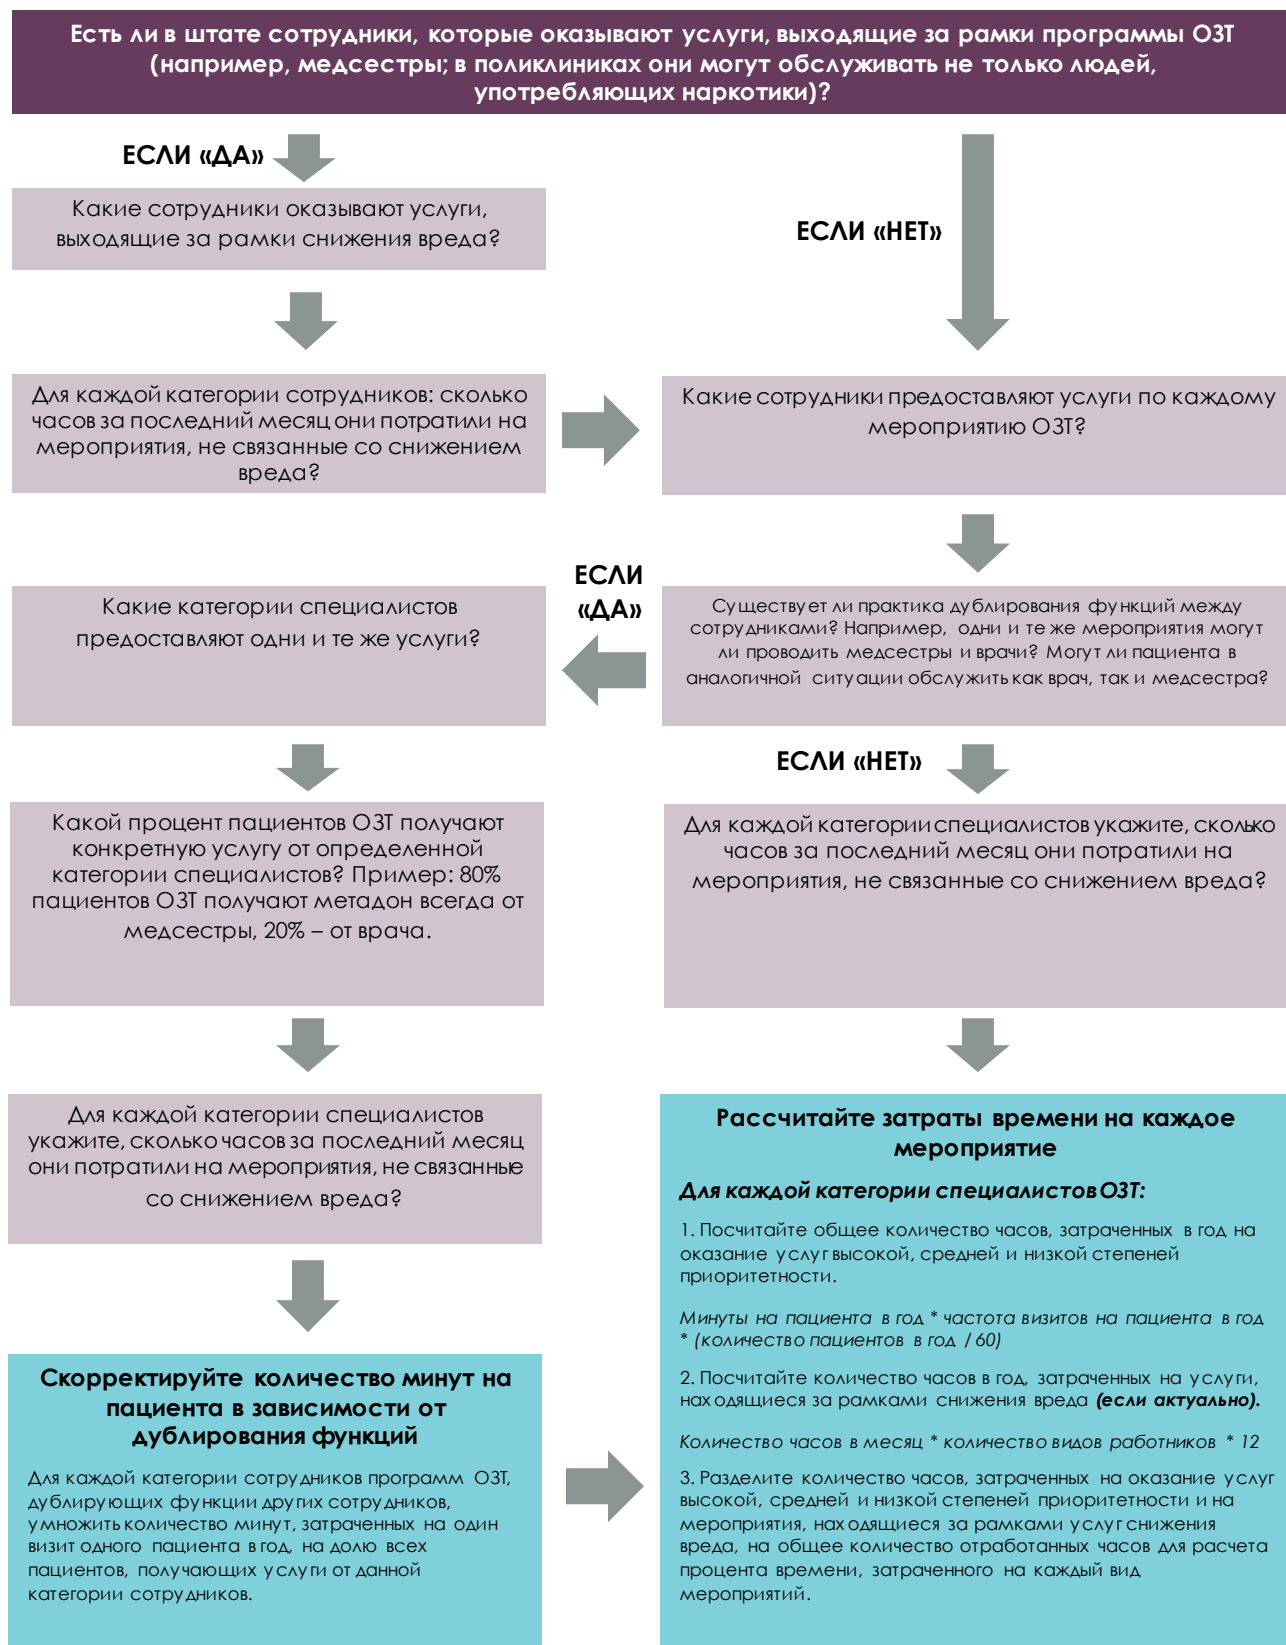 Есть ли в штате сотрудники, которые оказывают услуги, выходящие за рамки программы ОЗТ
(например, медсестры; в поликлиниках они могут обслуживать не только людей,
употребляющих наркотики)?
ЕСЛИ «ДА»
Какие сотрудники оказывают услуги,
выходящие за рамки снижения вреда?
ЕСЛИ «НЕТ»
Для каждой категории сотрудников: сколько
часов за последний месяц они потратили на
мероприятия, не связанные со снижением
вреда?
Какие сотрудники предоставляют услуги по каждому
мероприятию ОЗТ?
ЕСЛИ
«ДА»
Существует ли практика дублирования функций между
сотрудниками? Например, одни и те же мероприятия могут
ли проводить медсестры и врачи? Могут ли пациента в
аналогичной ситуации обслужить как врач, так и медсестра?
Какие категории специалистов
предоставляют одни и те же услуги?
ЕСЛИ «НЕТ»
Какой процент пациентов ОЗТ получают
конкретную услугу от определенной
категории специалистов? Пример: 80%
пациентов ОЗТ получают метадон всегда от
медсестры, 20% – от врача.
Для каждой категории специалистов укажите, сколько
часов за последний месяц они потратили на
мероприятия, не связанные со снижением вреда?
Для каждой категории специалистов
укажите, сколько часов за последний месяц
они потратили на мероприятия, не связанные
со снижением вреда?
Скорректируйте количество минут на
пациента в зависимости от
дублирования функций
Для каждой категории сотрудников программ ОЗТ,
дублирующих функции других сотрудников,
умножить количество минут, затраченных на один
визит одного пациента в год, на долю всех
пациентов, получающих услуги от данной
категории сотрудников.
Рассчитайте затраты времени на каждое
мероприятие
Для каждой категории специалистов ОЗТ:
1. Посчитайте общее количество часов, затраченных в год на
оказание услуг высокой, средней и низкой степеней
приоритетности.
Минуты на пациента в год * частота визитов на пациента в год
* (количество пациентов в год / 60)
2. Посчитайте количество часов в год, затраченных на услуги,
находящиеся за рамками снижения вреда (если актуально).
Количество часов в месяц * количество видов работников * 12
3. Разделите количество часов, затраченных на оказание услуг
высокой, средней и низкой степеней приоритетности и на
мероприятия, находящиеся за рамками услуг снижения
вреда, на общее количество отработанных часов для расчета
процента времени, затраченного на каждый вид
мероприятий.